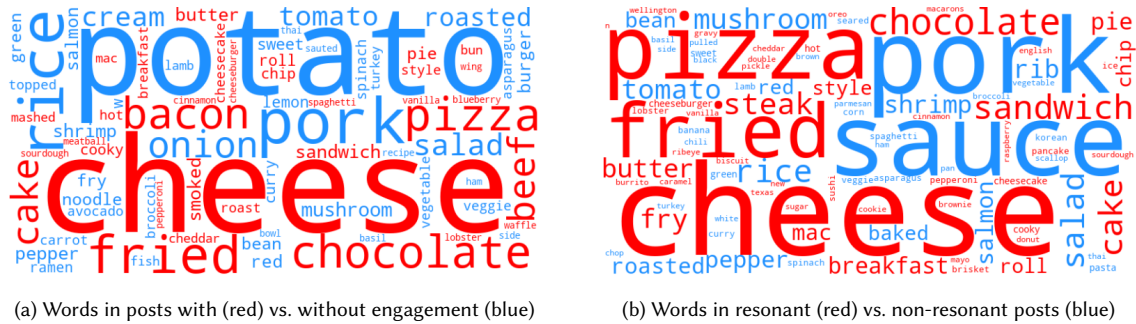 green cream butter tomato thai roasted
salmon potato
rice mac breakfast lamb cheesecake cheeseburger sweet sauted roll chip spinach turkey pie style bun wing asparagus burger
topped
mashed hot w cinnamon lemon spaghetti vanilla blueberry
shrimp bacon pork pizza
meatball cooky onion sandwich recipe salad
sourdough
cake cheese beef
fry noodle avocado broccoli pepperoni smoked roast curry mushroom vegetable ham veggie
carrot cheddar bowl bean basil lobster waffle side
pepper ramen fried fish red chocolate
(a) Words in posts with (red) vs. without engagement (blue)
wellington bean mushroom oreo seared macarons chocolate pie
n pizza gravy pulled cheddar hot pork english chip
basil side sweet black double pickle brown rib vegetable ice
tomato lamb red style shrimp broccoli
cheeseburger vanilla steak parmesan corn cinnamon sandwich
lobster fried sauce
banana chili ribeye spaghetti ham raspberry korean pancake scallop sourdough
butter biscuit green rice pan
burrito caramel texas new sushi veggie asparagus pepperoni cheesecake
cheese
turkey fry white curry sugar mac cookie brownie baked salmon cooky donut salad cake
chop roasted pepper spinach breakfast mayo brisket roll thai pasta
(b) Words in resonant (red) vs. non-resonant posts (blue)